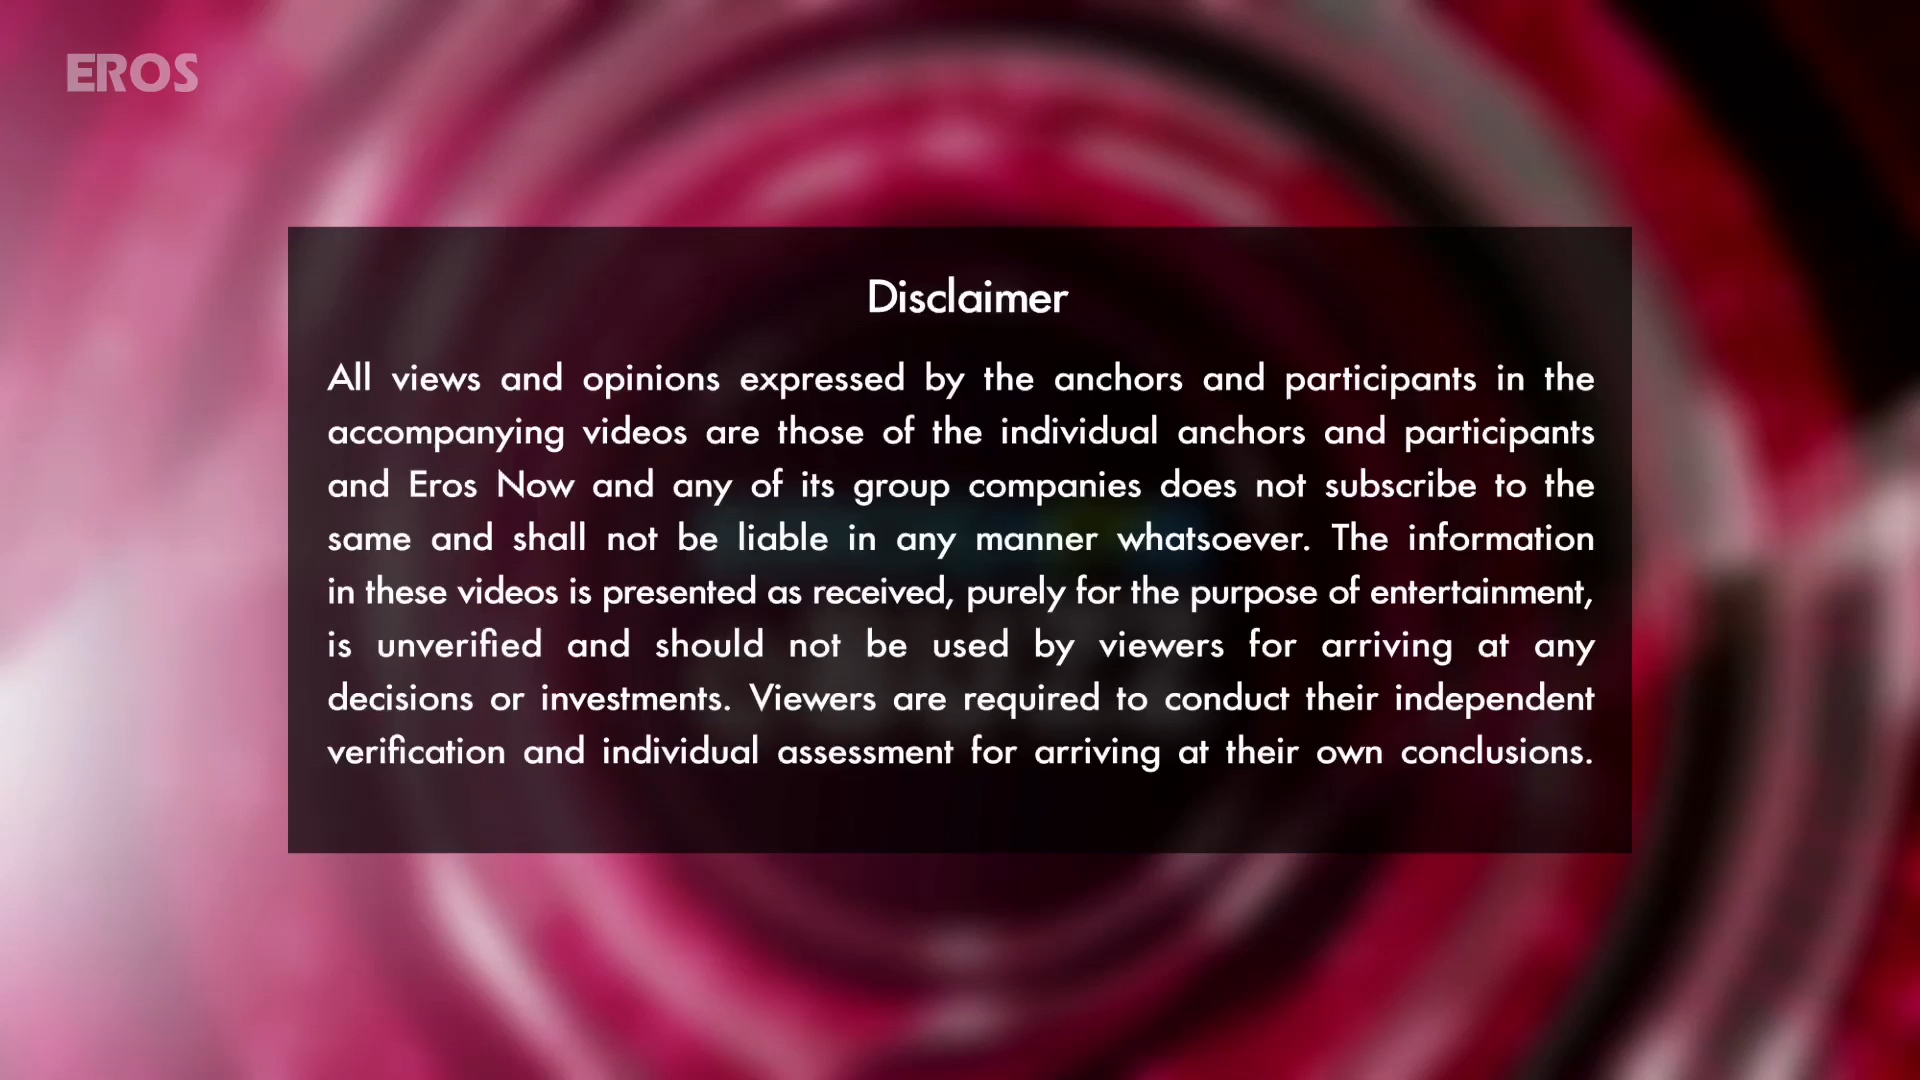 EROS
Disclaimer
All views and opinions expressed by the anchors and participants in the
accompanying videos are those of the individual anchors and participants
and Eros Now and any of its group companies does not subscribe to the
same and shall not be liable in any manner whatsoever. The information
in these videos is presented as received, purely for the purpose of entertainment,
is unverified and should not be used by viewers for arriving at any
decisions or investments. Viewers are required to conduct their independent
verification and individual assessment for arriving at their own conclusions.